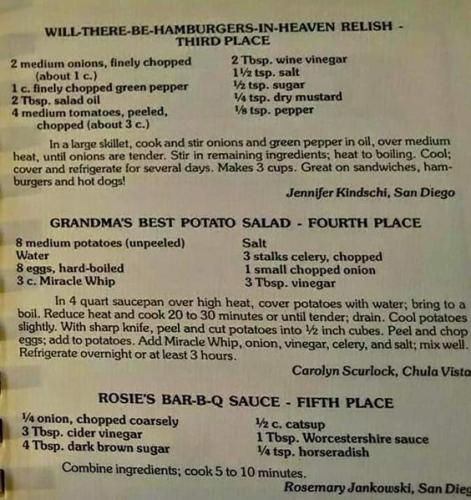 WILL-THERE-BE-HAMBURGERS-IN-HEAVEN RELISH -
THIRD PLACE
2 medium onions, finely chopped
(about 1 c.)
1 c. finely chopped green pepper
2 Tbsp. salad oil
4 medium tomatoes, peeled,
chopped (about 3 c.)
2 Tbsp. wine vinegar
1½ tsp. salt
½ tsp. sugar
¼ tsp. dry mustard
⅛ tsp. pepper
In a large skillet, cook and stir onions and green pepper in oil, over medium
heat, until onions are tender. Stir in remaining ingredients; heat to boiling. Cool;
cover and refrigerate for several days. Makes 3 cups. Great on sandwiches, ham-
burgers and hot dogs!
Jennifer Kindschi, San Diego
GRANDMA'S BEST POTATO SALAD - FOURTH PLACE
8 medium potatoes (unpeeled)
Water
8 eggs, hard-boiled
3 c. Miracle Whip
Salt
3 stalks celery, chopped
1 small chopped onion
3 Tbsp. vinegar
In 4 quart saucepan over high heat, cover potatoes with water; bring to a
boil. Reduce heat and cook 20 to 30 minutes or until tender; drain. Cool potatoes
slightly. With sharp knife, peel and cut potatoes into ½ inch cubes. Peel and chop
eggs; add to potatoes. Add Miracle Whip, onion, vinegar, celery, and salt; mix well.
Refrigerate overnight or at least 3 hours.
Carolyn Scurlock, Chula Vista
ROSIE'S BAR-B-Q SAUCE - FIFTH PLACE
¼ onion, chopped coarsely
3 Tbsp. cider vinegar
4 Tbsp. dark brown sugar
½ c. catsup
1 Tbsp. Worcestershire sauce
¼ tsp. horseradish
Combine ingredients; cook 5 to 10 minutes.
Rosemary Jankowski, San Dieg